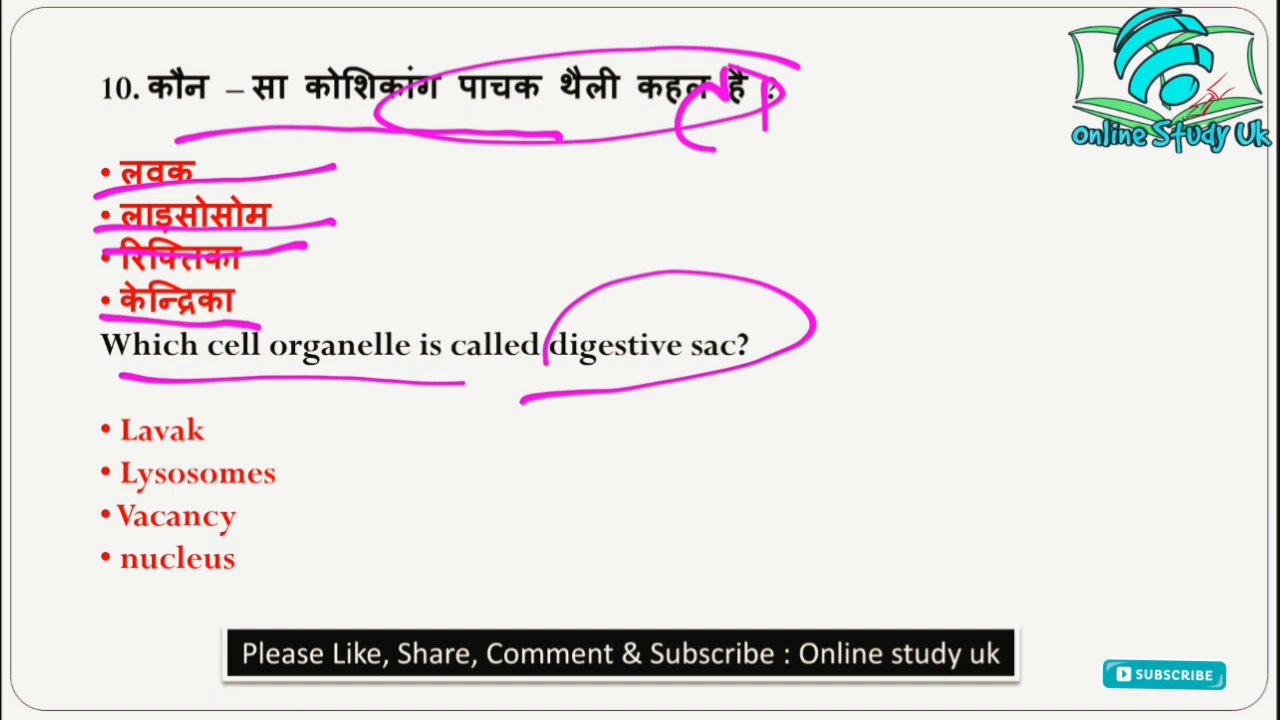 10. कौन – सा कोशिकांग पाचक थैली कहल है ?
• लवक
• लाइसोसोम
• रिक्तिका
• केन्द्रिका
Which cell organelle is called digestive sac?
• Lavak
• Lysosomes
• Vacancy
• nucleus
Please Like, Share, Comment & Subscribe : Online study uk
online Study Uk
SUBSCRIBE